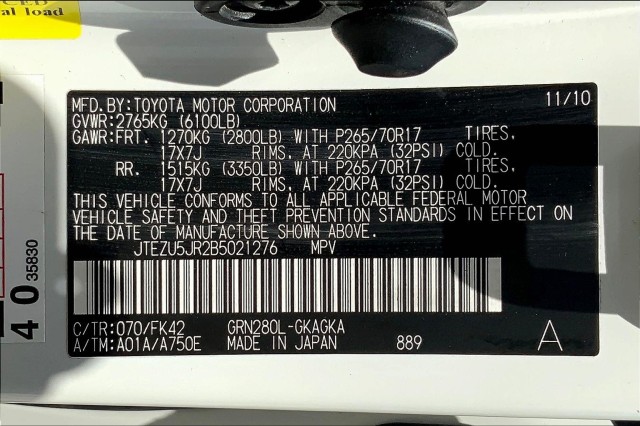 al load
MFD.BY:TOYOTA MOTOR CORPORATION 11/10
GVWR:2765KG (6100LB)
GAWR:FRT. 1270KG (2800LB) WITH P265/70R17 TIRES,
17X7J RIMS, AT 220KPA (32PSI) COLD.
RR. 1515KG (3350LB) WITH P265/70R17 TIRES,
17X7J RIMS, AT 220KPA (32PSI) COLD.
THIS VEHICLE CONFORMS TO ALL APPLICABLE FEDERAL MOTOR
VEHICLE SAFETY AND THEFT PREVENTION STANDARDS IN EFFECT ON
THE DATE OF MANUFACTURE SHOWN ABOVE.
JTEZU5JR2B5021276 MPV
C/TR:070/FK42 GRN280L-GKAGKA
A/TM:A01A/A750E MADE IN JAPAN 889 A
40 35830